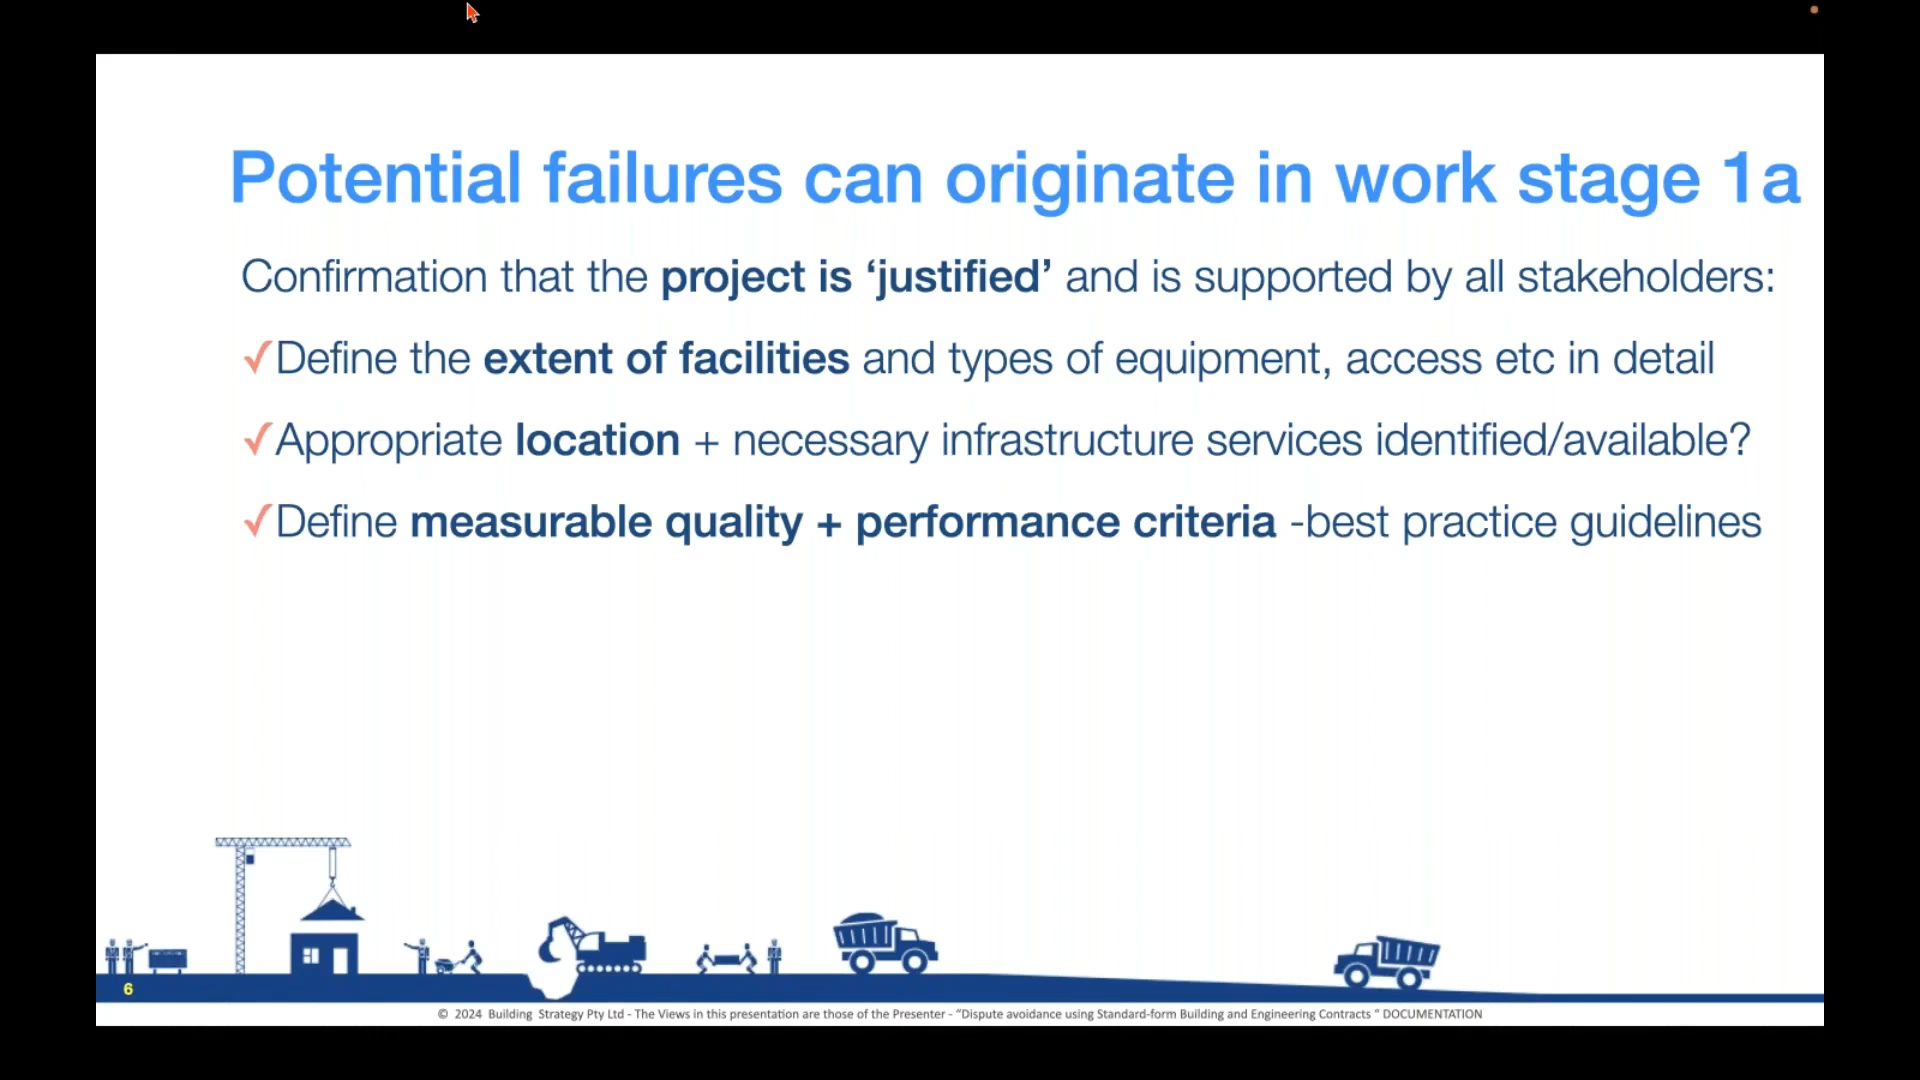 Potential failures can originate in work stage 1a
Confirmation that the project is ‘justified’ and is supported by all stakeholders:
✓Define the extent of facilities and types of equipment, access etc in detail
✓Appropriate location + necessary infrastructure services identified/available?
✓Define measurable quality + performance criteria -best practice guidelines
6
© 2024 Building Strategy Pty Ltd - The Views in this presentation are those of the Presenter - “Dispute avoidance using Standard-form Building and Engineering Contracts “ DOCUMENTATION